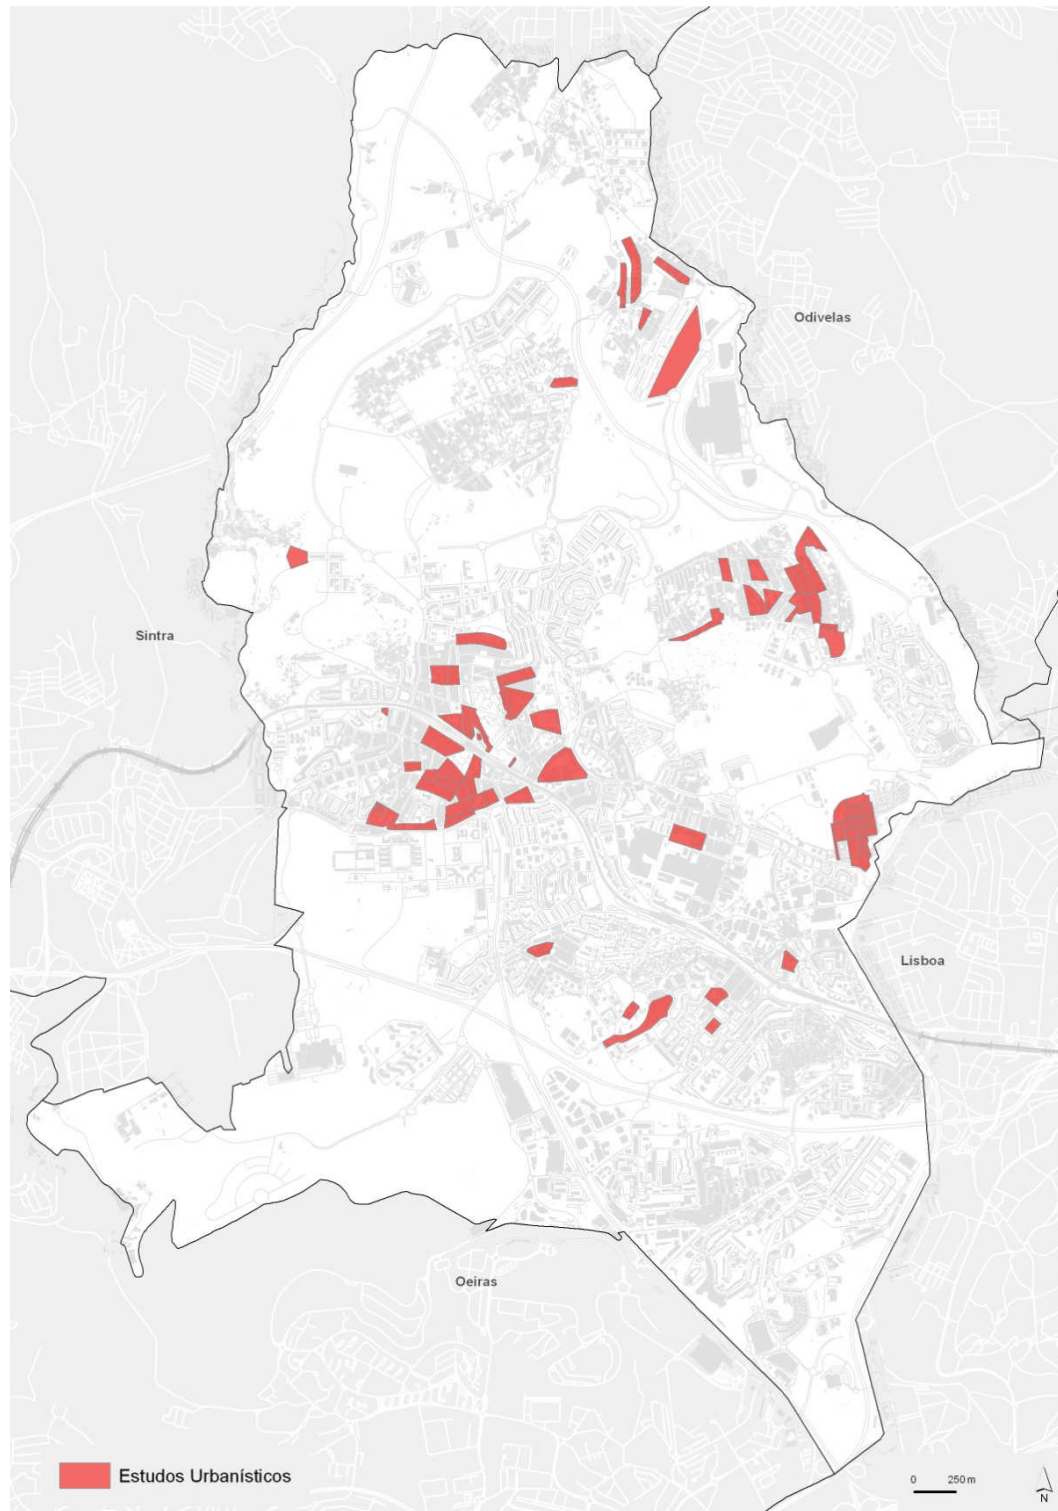 Odivelas
Sintra
Lisboa
Oeiras
Estudos Urbanísticos
0 250 m
N